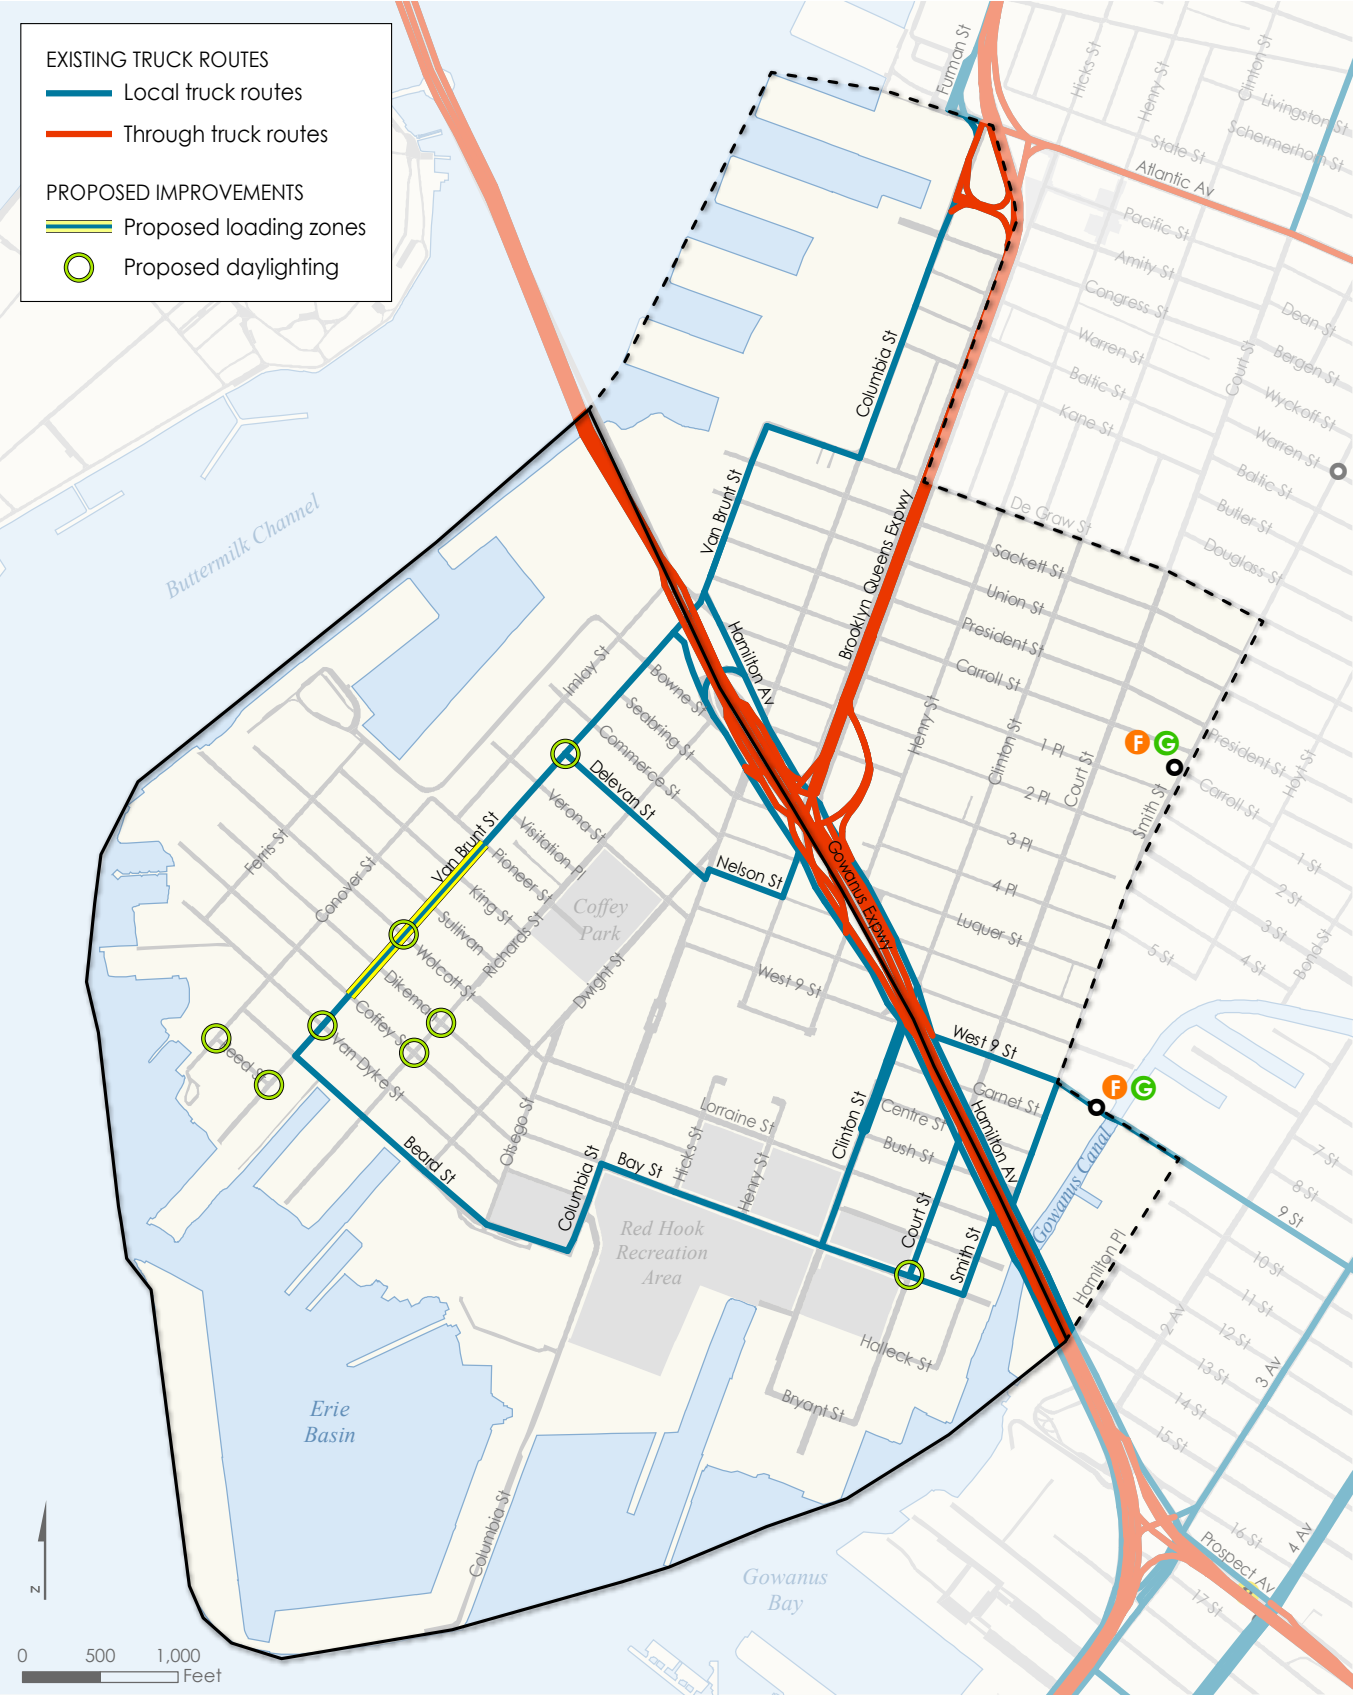 EXISTING TRUCK ROUTES
Local truck routes
Through truck routes
PROPOSED IMPROVEMENTS
Proposed loading zones
Proposed daylighting
Furman St
Hicks St
Henry St
Clinton St
Livingston St
Schermerhorn St
State St
Atlantic Av
Pacific St
Amity St
Congress St
Warren St
Baltic St
Kane St
Court St
Dean St
Bergen St
Wyckoff St
Warren St
Baltic St
Butler St
Douglass St
Columbia St
Van Brunt St
Brooklyn Queens Expwy
De Graw St
Sackett St
Union St
President St
Carroll St
Buttermilk Channel
Hamilton Av
Imlay St
Bowne St
Seabring St
Commerce St
Delevan St
Verona St
Visitation Pl
Pioneer St
King St
Sullivan
Wolcott St
Dikeman
Coffey S
Van Dyke St
eed S
Van Brunt St
Ferris St
Conover St
Richards St
Dwight St
Otsego St
Nelson St
Coffey
Park
Henry St
Clinton St
Court St
Smith St
1 Pl
2 Pl
3 Pl
4 Pl
Luquer St
F G
President St
Carroll St
Hoyt St
Bond St
1 St
2 St
3 St
4 St
5 St
Gowanus Expwy
West 9 St
West 9 St
Garnet St
F G
Hamilton Av
Centre St
Bush St
Clinton St
Lorraine St
Hicks St
Henry St
Bay St
Columbia St
Beard St
Court St
Smith St
Gowanus Canal
Hamilton Pl
7 St
8 St
9 St
10 St
11 St
12 St
13 St
14 St
15 St
16 St
17 St
2 Av
3 Av
4 Av
Prospect Av
Red Hook
Recreation
Area
Halleck St
Bryant St
Erie
Basin
Columbia St
Gowanus
Bay
N
0 500 1,000
Feet